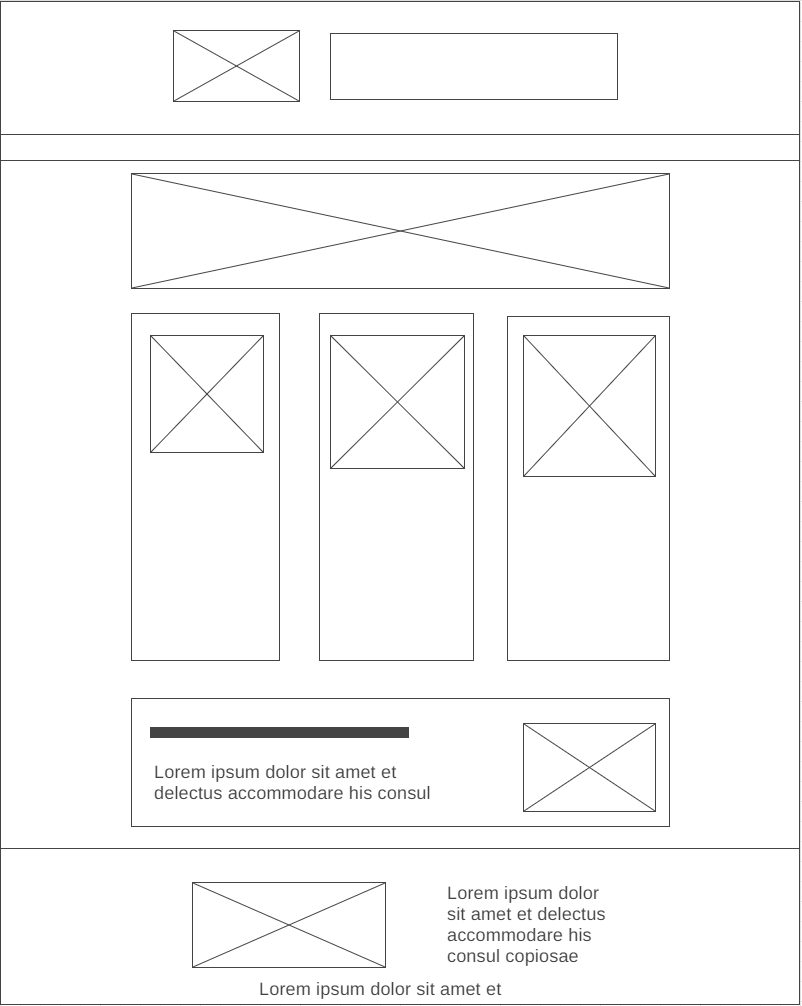 Lorem ipsum dolor sit amet et
delectus accommodare his consul
Lorem ipsum dolor
sit amet et delectus
accommodare his
consul copiosae
Lorem ipsum dolor sit amet et